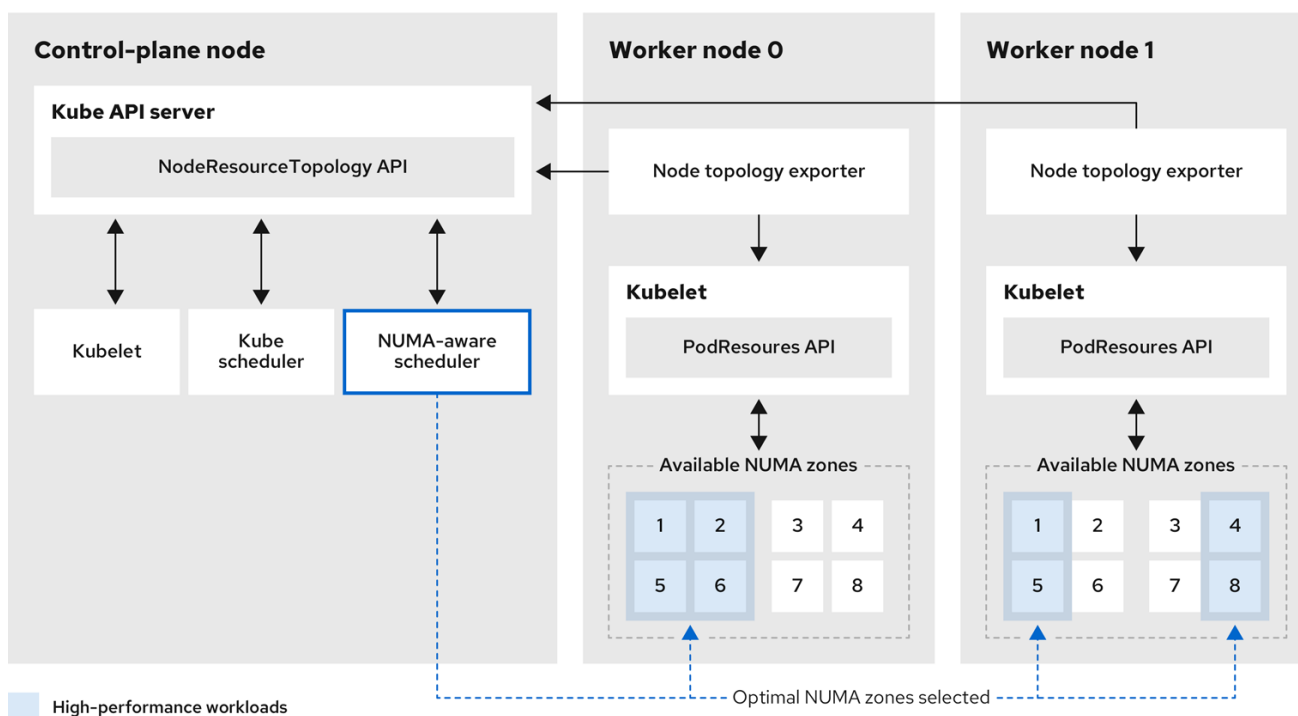 Control-plane node
Kube API server
NodeResourceTopology API
Kubelet
Kube
scheduler
NUMA-aware
scheduler
Worker node 0
Node topology exporter
Kubelet
PodResoures API
Available NUMA zones
1 2 3 4
5 6 7 8
Worker node 1
Node topology exporter
Kubelet
PodResoures API
Available NUMA zones
1 2 3 4
5 6 7 8
Optimal NUMA zones selected
High-performance workloads